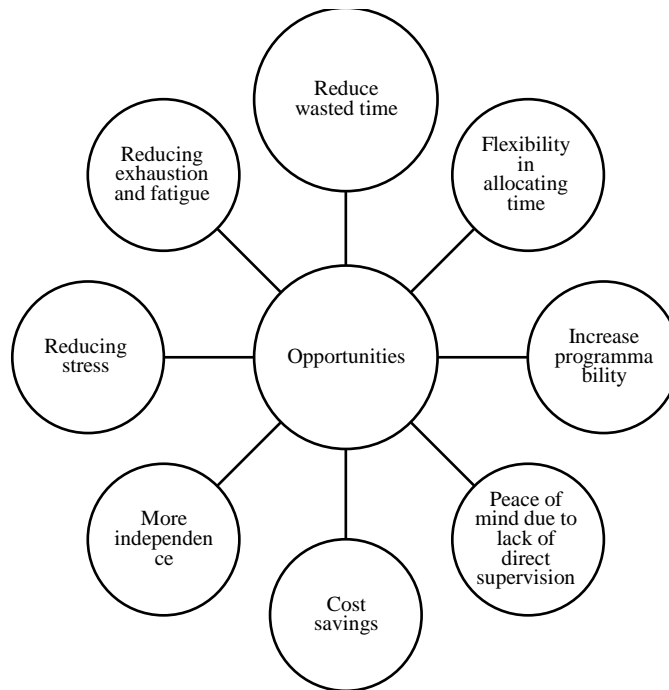 Reduce
wasted time
Flexibility
in
allocating
time
Increase
programma
bility
Peace of
mind due to
lack of
direct
supervision
Cost
savings
More
independen
ce
Reducing
stress
Reducing
exhaustion
and fatigue
Opportunities